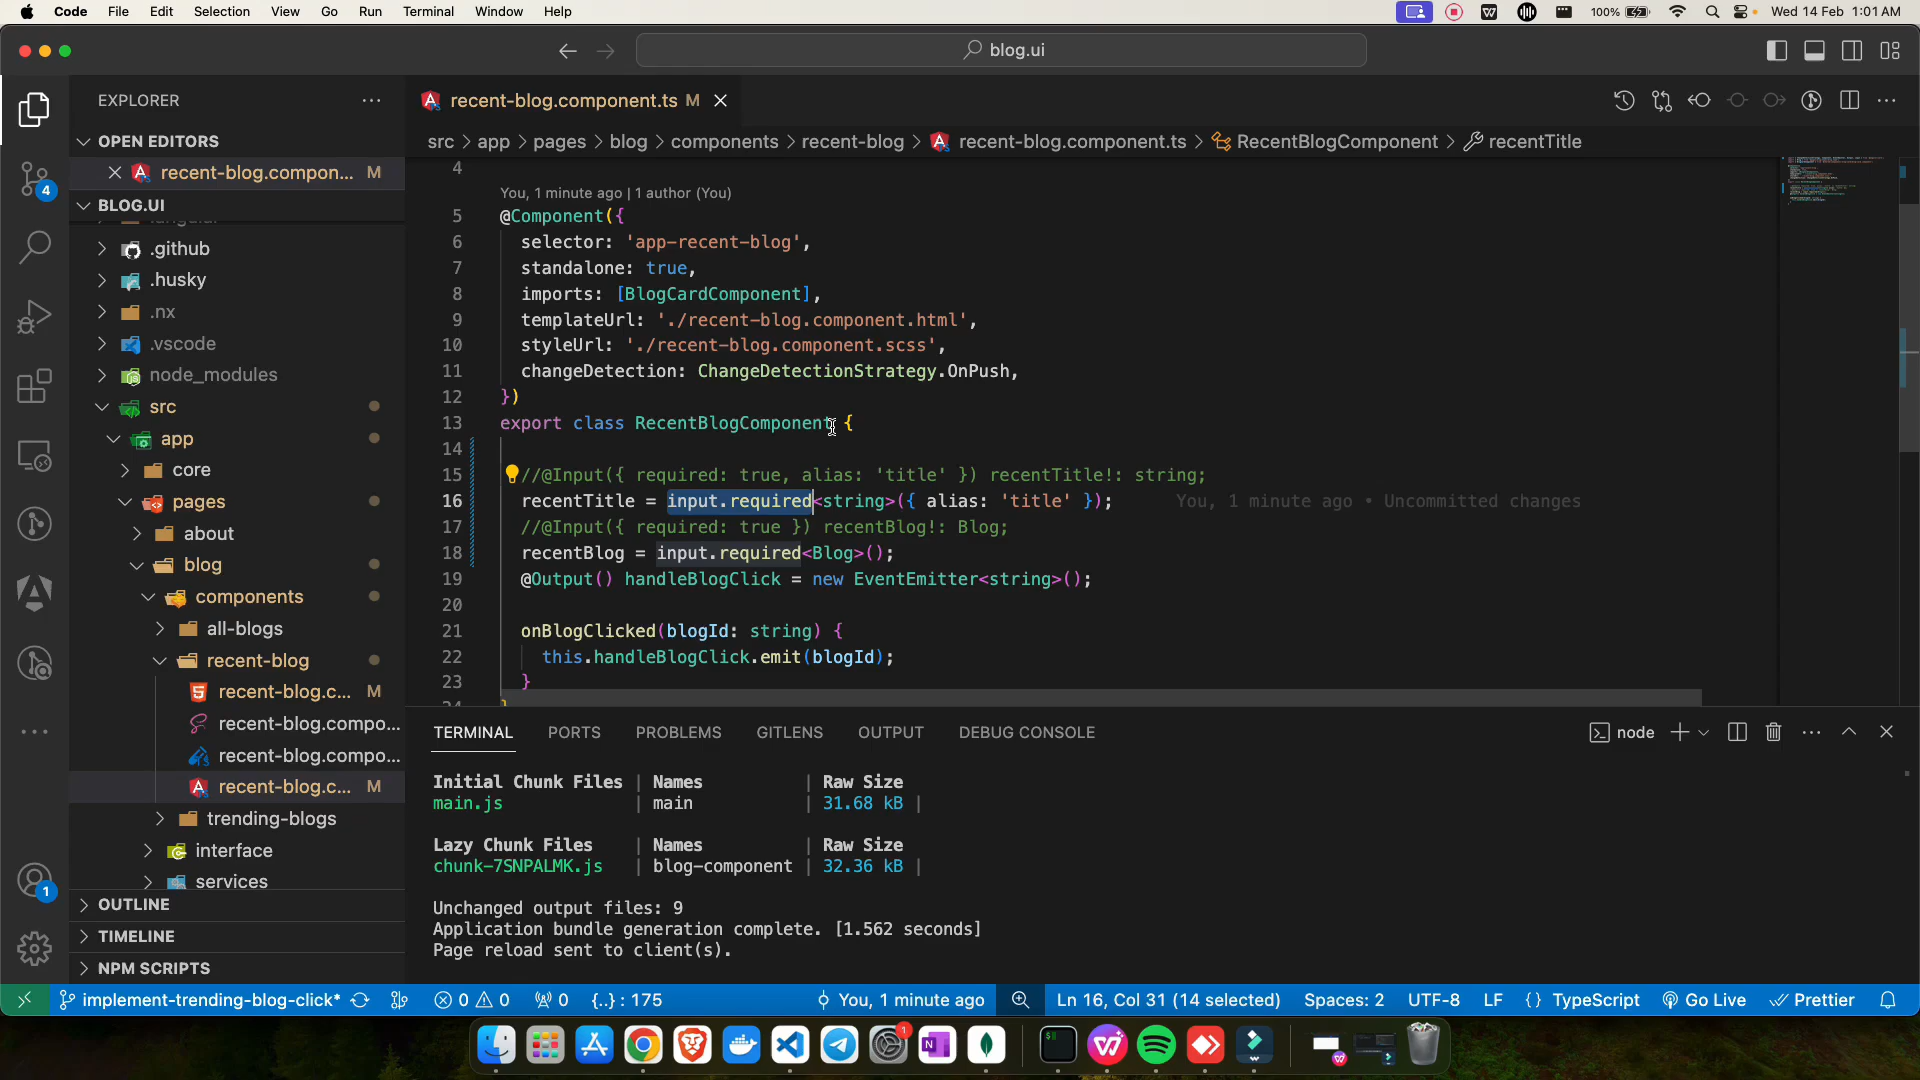 Code File Edit Selection View Go Run Terminal Window Help 100% Wed 14 Feb 1:01 AM
blog.ui
EXPLORER
OPEN EDITORS
recent-blog.compon... M
BLOG.UI
.github
.husky
.nx
.vscode
node_modules
src
app
core
pages
about
blog
components
all-blogs
recent-blog
recent-blog.c... M
recent-blog.compo...
recent-blog.compo...
recent-blog.c... M
trending-blogs
interface
services
OUTLINE
TIMELINE
NPM SCRIPTS
4
1
recent-blog.component.ts M
src > app > pages > blog > components > recent-blog > recent-blog.component.ts > RecentBlogComponent > recentTitle
4
You, 1 minute ago | 1 author (You)
5 @Component({
6 selector: 'app-recent-blog',
7 standalone: true,
8 imports: [BlogCardComponent],
9 templateUrl: './recent-blog.component.html',
10 styleUrl: './recent-blog.component.scss',
11 changeDetection: ChangeDetectionStrategy.OnPush,
12 })
13 export class RecentBlogComponent {
14
15 //@Input({ required: true, alias: 'title' }) recentTitle!: string;
16 recentTitle = input.required<string>({ alias: 'title' }); You, 1 minute ago • Uncommitted changes
17 //@Input({ required: true }) recentBlog!: Blog;
18 recentBlog = input.required<Blog>();
19 @Output() handleBlogClick = new EventEmitter<string>();
20
21 onBlogClicked(blogId: string) {
22 this.handleBlogClick.emit(blogId);
23 }
TERMINAL PORTS PROBLEMS GITLENS OUTPUT DEBUG CONSOLE node
Initial Chunk Files | Names | Raw Size
main.js | main | 31.68 kB |
Lazy Chunk Files | Names | Raw Size
chunk-7SNPALMK.js | blog-component | 32.36 kB |
Unchanged output files: 9
Application bundle generation complete. [1.562 seconds]
Page reload sent to client(s).
implement-trending-blog-click* 0 0 0 {..} : 175 You, 1 minute ago Ln 16, Col 31 (14 selected) Spaces: 2 UTF-8 LF {} TypeScript Go Live Prettier
1